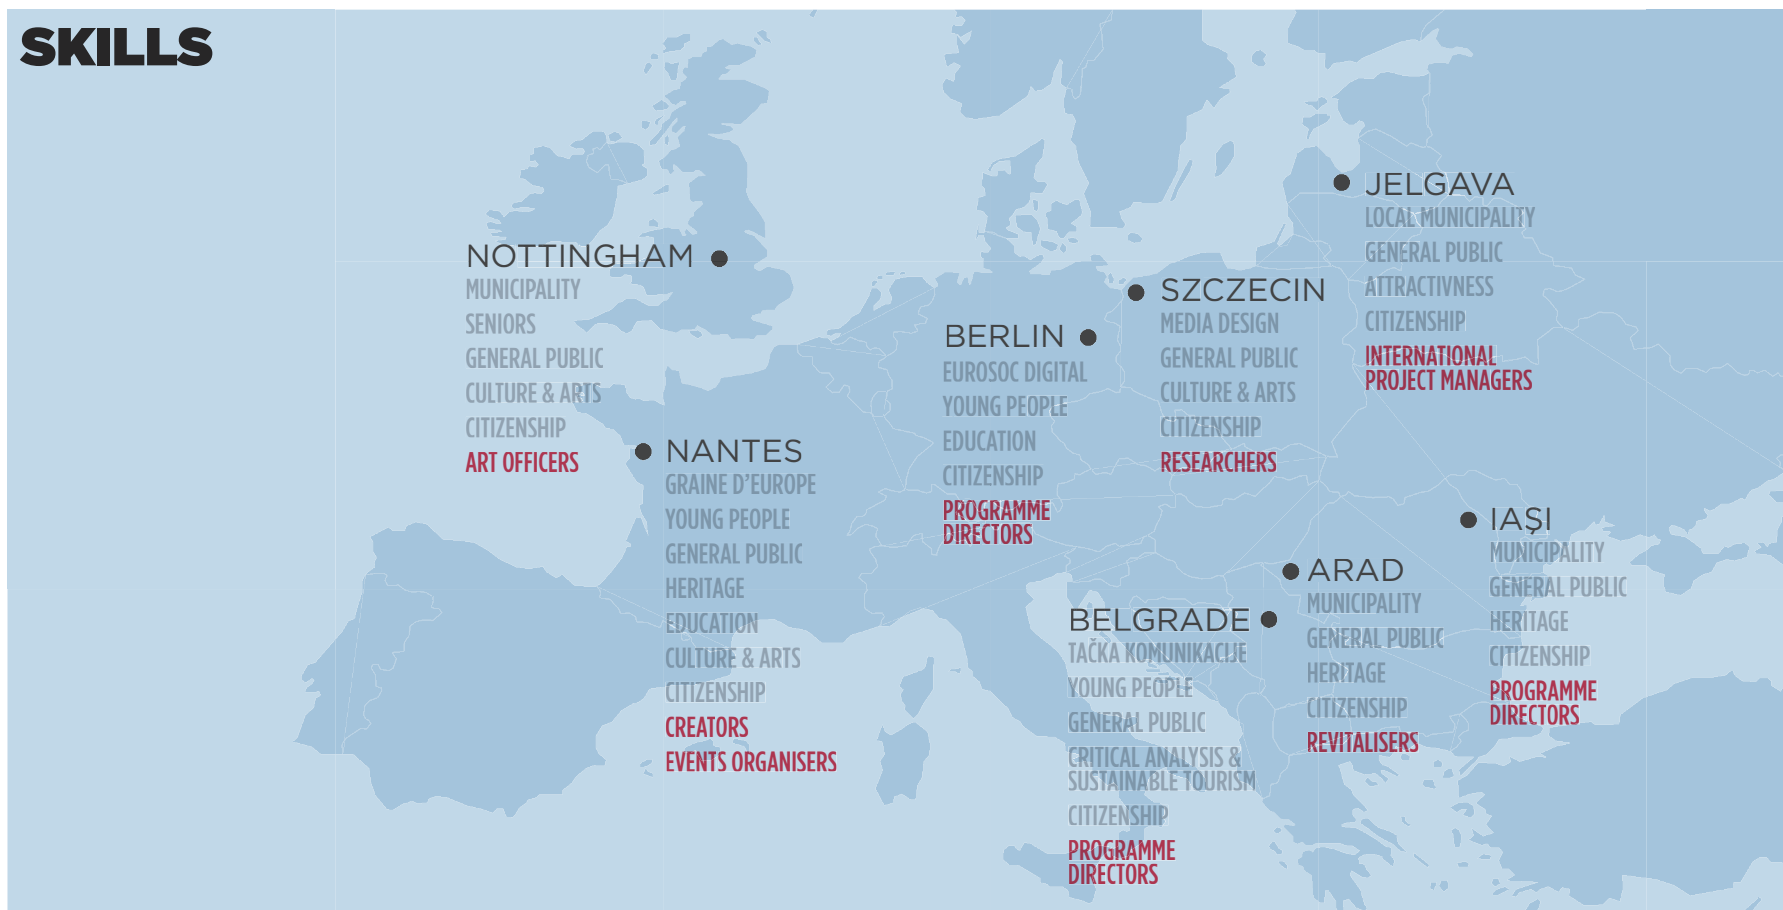 SKILLS
NOTTINGHAM
MUNICIPALITY
SENIORS
GENERAL PUBLIC
CULTURE & ARTS
CITIZENSHIP
ART OFFICERS
NANTES
GRAINE D’EUROPE
YOUNG PEOPLE
GENERAL PUBLIC
HERITAGE
EDUCATION
CULTURE & ARTS
CITIZENSHIP
CREATORS
EVENTS ORGANISERS
BERLIN
EUROSOC DIGITAL
YOUNG PEOPLE
EDUCATION
CITIZENSHIP
PROGRAMME
DIRECTORS
SZCZECIN
MEDIA DESIGN
GENERAL PUBLIC
CULTURE & ARTS
CITIZENSHIP
RESEARCHERS
JELGAVA
LOCAL MUNICIPALITY
GENERAL PUBLIC
ATTRACTIVNESS
CITIZENSHIP
INTERNATIONAL
PROJECT MANAGERS
BELGRADE
TAČKA KOMUNIKACIJE
YOUNG PEOPLE
GENERAL PUBLIC
CRITICAL ANALYSIS &
SUSTAINABLE TOURISM
CITIZENSHIP
PROGRAMME
DIRECTORS
ARAD
MUNICIPALITY
GENERAL PUBLIC
HERITAGE
CITIZENSHIP
REVITALISERS
IAŞI
MUNICIPALITY
GENERAL PUBLIC
HERITAGE
CITIZENSHIP
PROGRAMME
DIRECTORS